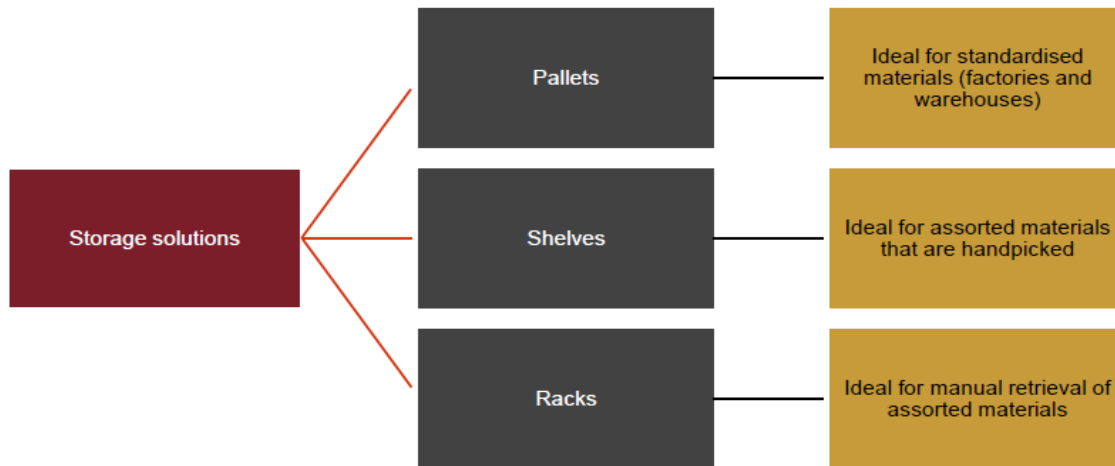 Storage solutions
Pallets
Ideal for standardised
materials (factories and
warehouses)
Shelves
Ideal for assorted materials
that are handpicked
Racks
Ideal for manual retrieval of
assorted materials